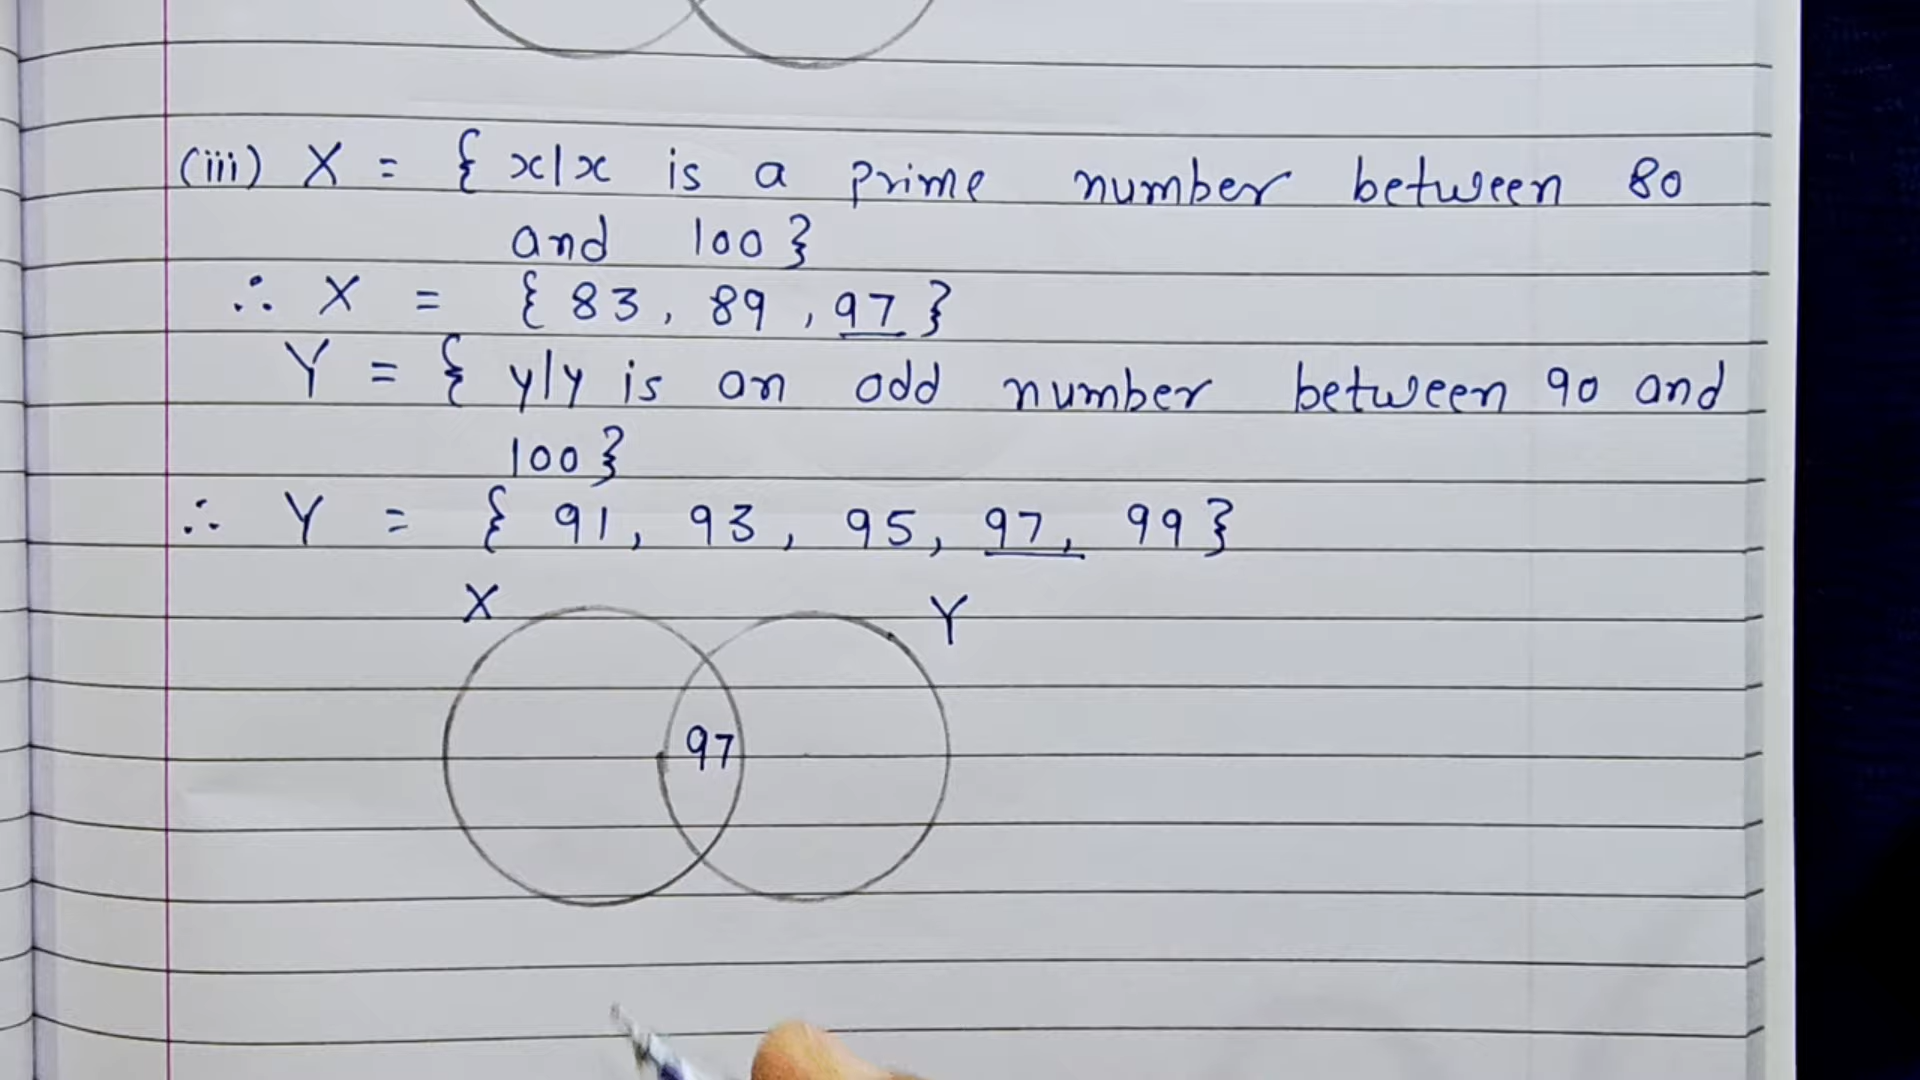 (iii) X = { x|x is a prime number between 80
and 100 }
∴ X = { 83, 89, 97 }
Y = { y|y is an odd number between 90 and
100 }
∴ Y = { 91, 93, 95, 97, 99 }
X Y
97